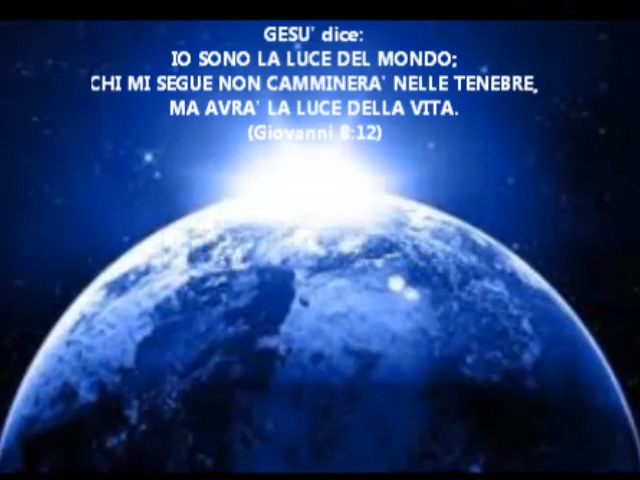 GESU' dice:
IO SONO LA LUCE DEL MONDO;
CHI MI SEGUE NON CAMMINERA' NELLE TENEBRE,
MA AVRA' LA LUCE DELLA VITA.
(Giovanni 8:12)